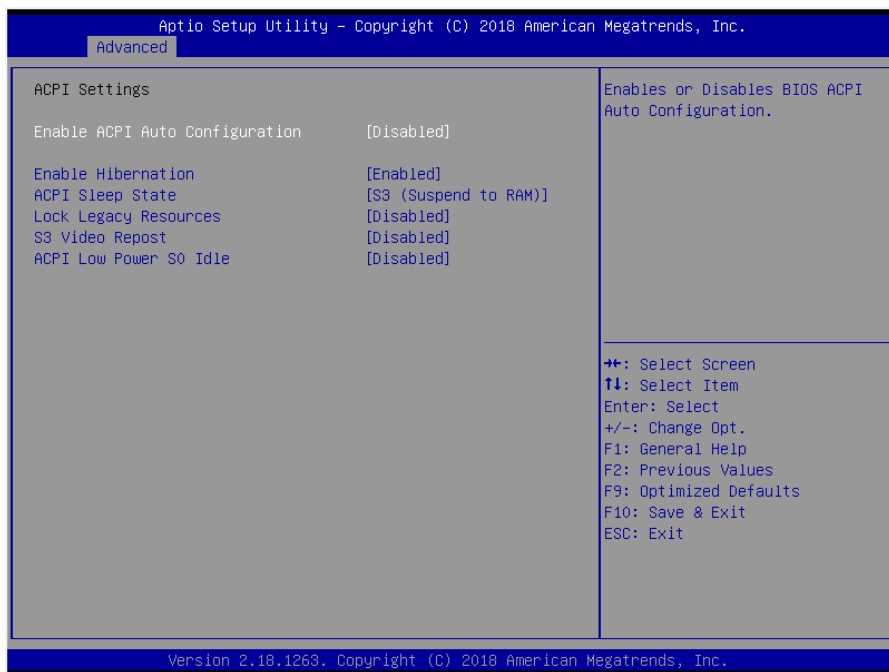 Aptio Setup Utility – Copyright (C) 2018 American Megatrends, Inc.
Advanced
ACPI Settings
Enable ACPI Auto Configuration [Disabled]
Enable Hibernation [Enabled]
ACPI Sleep State [S3 (Suspend to RAM)]
Lock Legacy Resources [Disabled]
S3 Video Repost [Disabled]
ACPI Low Power S0 Idle [Disabled]
Enables or Disables BIOS ACPI
Auto Configuration.
→←: Select Screen
↑↓: Select Item
Enter: Select
+/-: Change Opt.
F1: General Help
F2: Previous Values
F9: Optimized Defaults
F10: Save & Exit
ESC: Exit
Version 2.18.1263. Copyright (C) 2018 American Megatrends, Inc.